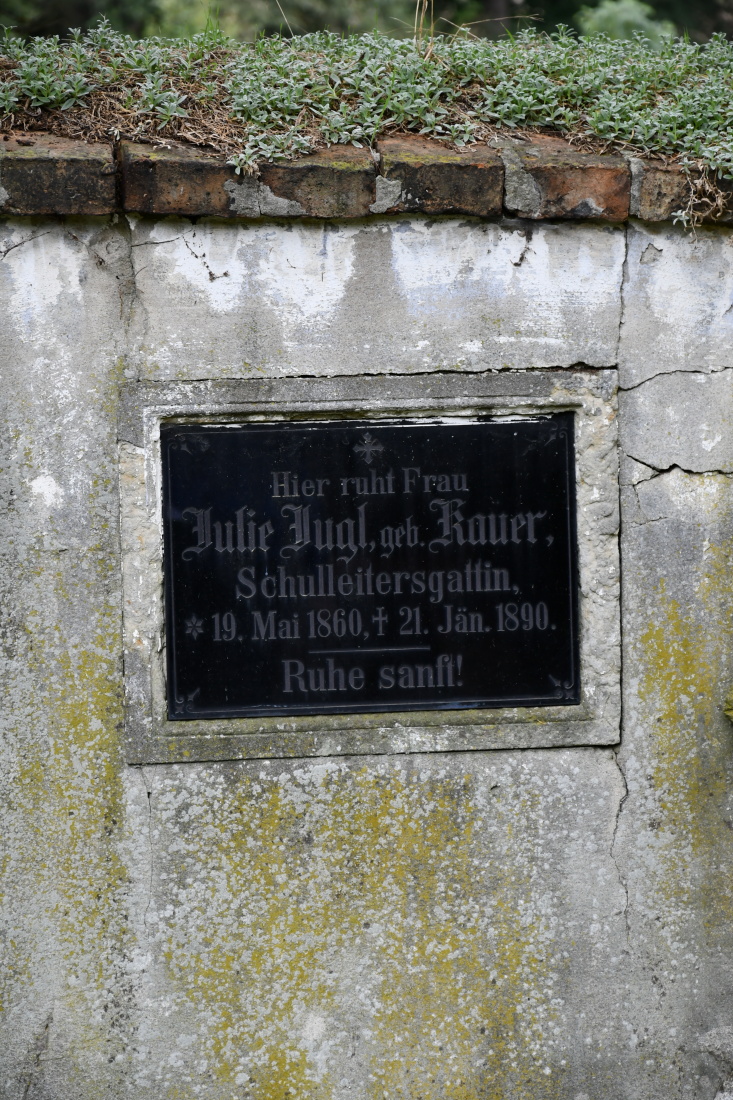 Hier ruht Frau
Julie Jugl, geb. Kauer,
Schulleitersgattin,
* 19. Mai 1860, † 21. Jän. 1890.
Ruhe sanft!